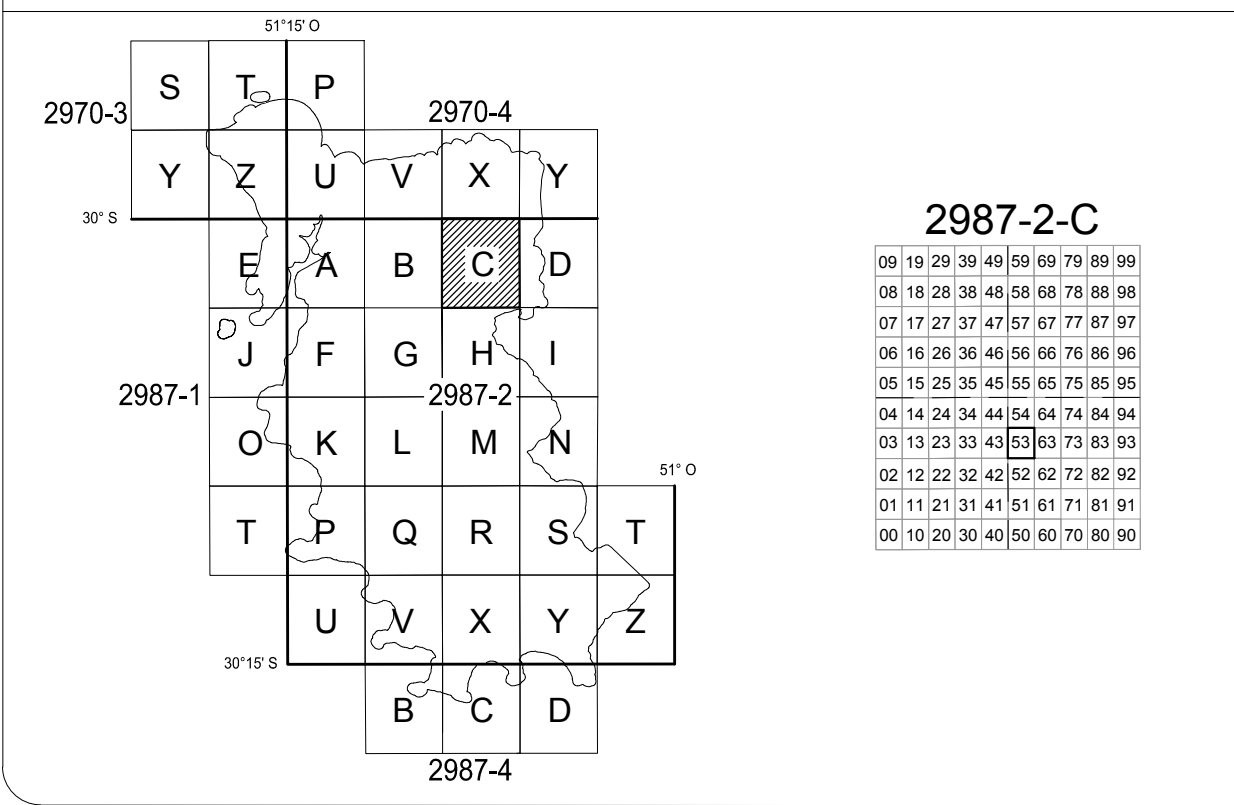 51°15' O
S T P
2970-3 2970-4
Y Z U V X Y
30° S
E A B C D
J F G H I
2987-1 2987-2
O K L M N
51° O
T P Q R S T
U V X Y Z
30°15' S
B C D
2987-4
2987-2-C
09 19 29 39 49 59 69 79 89 99
08 18 28 38 48 58 68 78 88 98
07 17 27 37 47 57 67 77 87 97
06 16 26 36 46 56 66 76 86 96
05 15 25 35 45 55 65 75 85 95
04 14 24 34 44 54 64 74 84 94
03 13 23 33 43 53 63 73 83 93
02 12 22 32 42 52 62 72 82 92
01 11 21 31 41 51 61 71 81 91
00 10 20 30 40 50 60 70 80 90